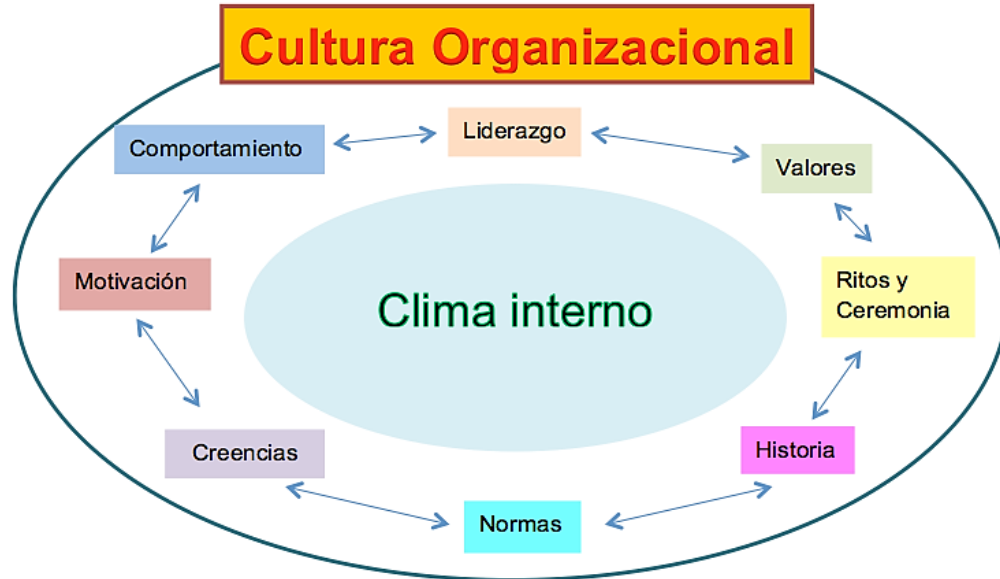 Cultura Organizacional
Liderazgo
Comportamiento
Valores
Motivación
Ritos y
Ceremonia
Clima interno
Creencias
Historia
Normas